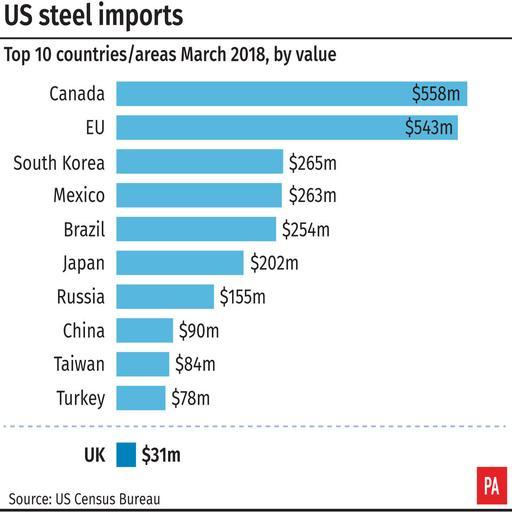 US steel imports
Top 10 countries/areas March 2018, by value
Canada $558m
EU $543m
South Korea $265m
Mexico $263m
Brazil $254m
Japan $202m
Russia $155m
China $90m
Taiwan $84m
Turkey $78m
UK $31m
Source: US Census Bureau
PA